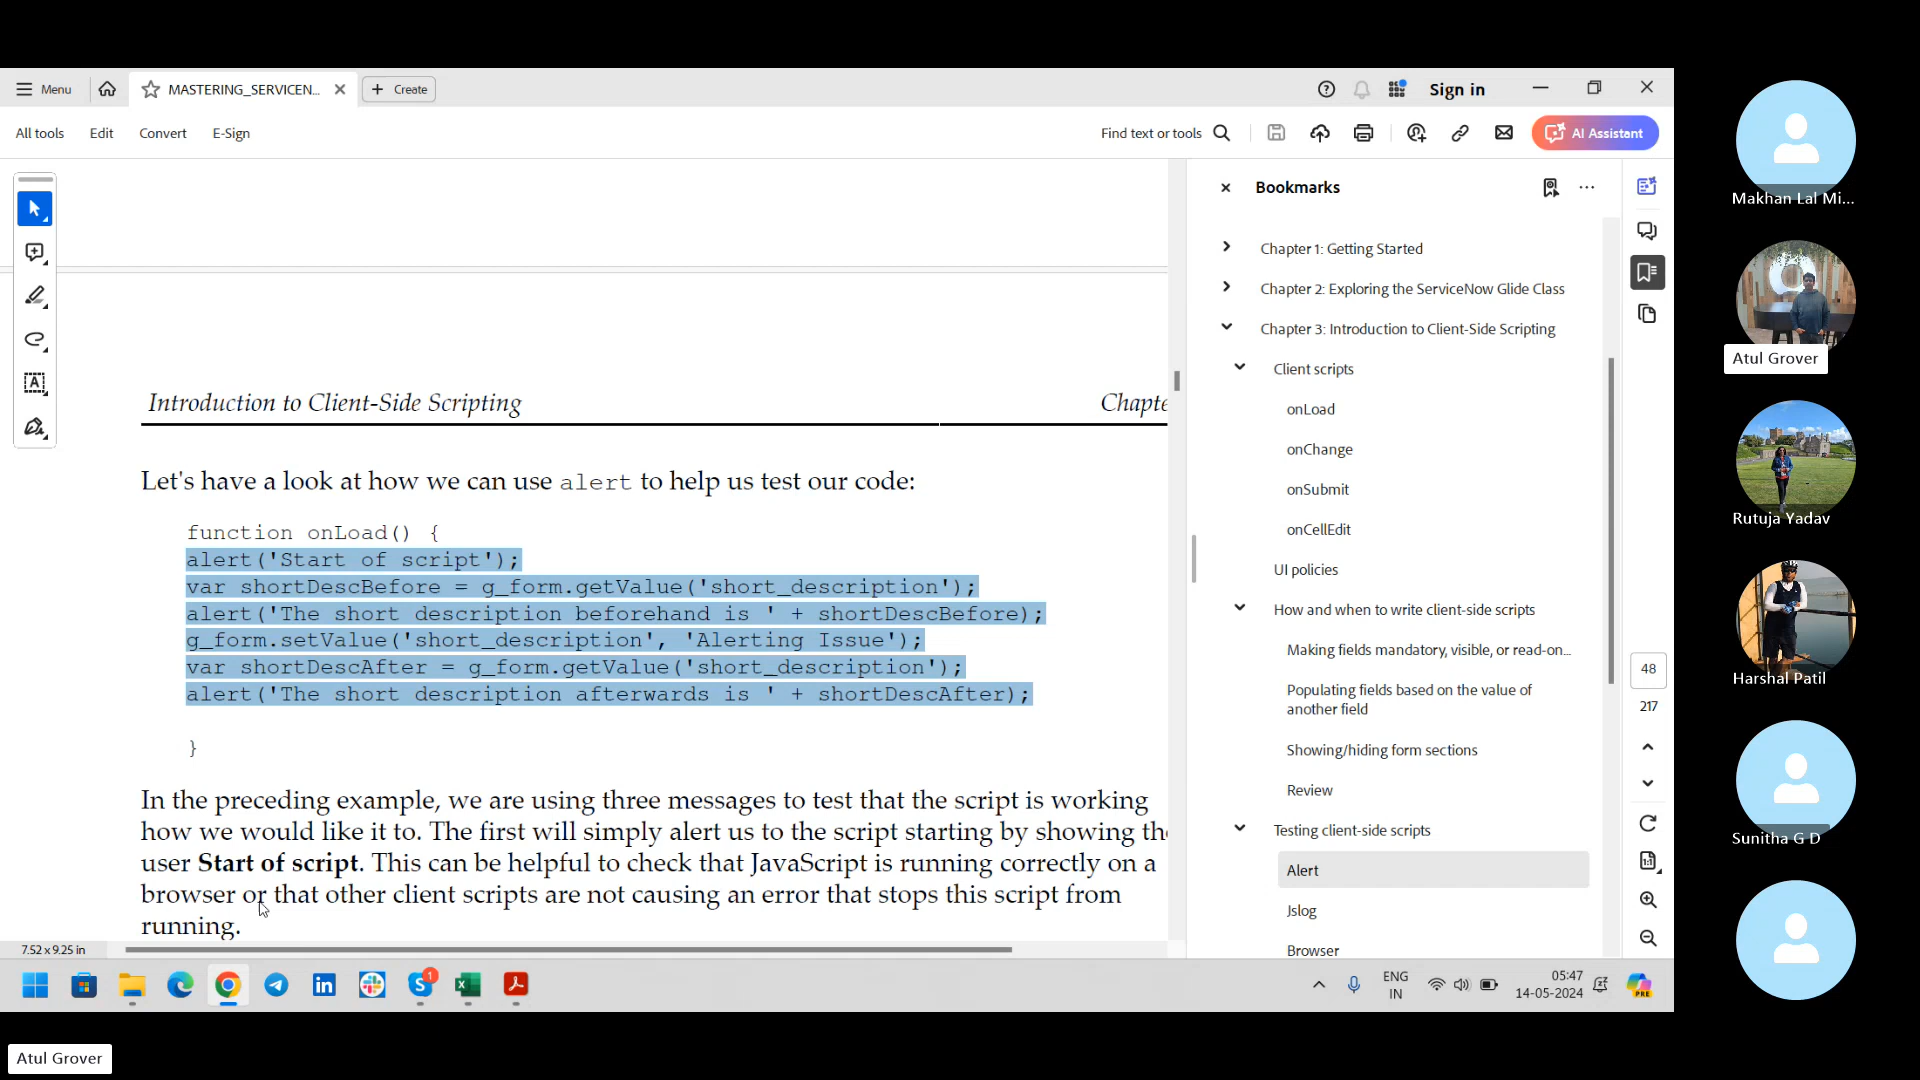 Menu
MASTERING_SERVICEN...
Create
Sign in
All tools
Edit
Convert
E-Sign
Find text or tools
AI Assistant
Introduction to Client-Side Scripting
Chapte
Let's have a look at how we can use alert to help us test our code:
function onLoad() {
alert('Start of script');
var shortDescBefore = g_form.getValue('short_description');
alert('The short description beforehand is ' + shortDescBefore);
g_form.setValue('short_description', 'Alerting Issue');
var shortDescAfter = g_form.getValue('short_description');
alert('The short description afterwards is ' + shortDescAfter);
}
In the preceding example, we are using three messages to test that the script is working
how we would like it to. The first will simply alert us to the script starting by showing the
user Start of script. This can be helpful to check that JavaScript is running correctly on a
browser or that other client scripts are not causing an error that stops this script from
running.
7.52 x 9.25 in
Bookmarks
Chapter 1: Getting Started
Chapter 2: Exploring the ServiceNow Glide Class
Chapter 3: Introduction to Client-Side Scripting
Client scripts
onLoad
onChange
onSubmit
onCellEdit
UI policies
How and when to write client-side scripts
Making fields mandatory, visible, or read-on...
Populating fields based on the value of
another field
Showing/hiding form sections
Review
Testing client-side scripts
Alert
Jslog
Browser
48
217
1
ENG
IN
05:47
14-05-2024
PRE
Makhan Lal Mi...
Atul Grover
Rutuja Yadav
Harshal Patil
Sunitha G D
Atul Grover